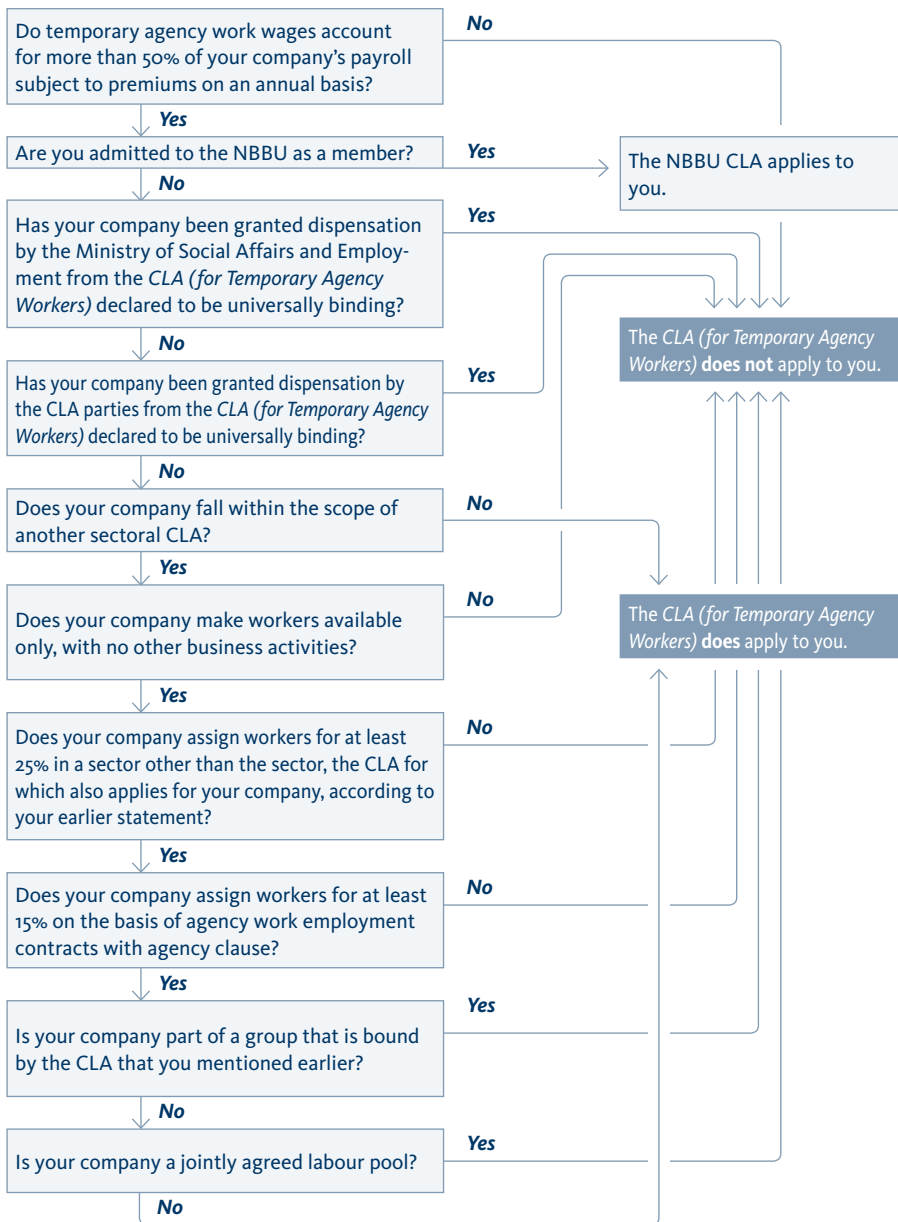 Do temporary agency work wages account
for more than 50% of your company's payroll
subject to premiums on an annual basis?
No
Yes
Are you admitted to the NBBU as a member?
Yes
The NBBU CLA applies to
you.
No
Has your company been granted dispensation
by the Ministry of Social Affairs and Employ-
ment from the CLA (for Temporary Agency
Workers) declared to be universally binding?
Yes
The CLA (for Temporary Agency
Workers) does not apply to you.
No
Has your company been granted dispensation by
the CLA parties from the CLA (for Temporary Agency
Workers) declared to be universally binding?
Yes
No
Does your company fall within the scope of
another sectoral CLA?
No
Yes
Does your company make workers available
only, with no other business activities?
No
The CLA (for Temporary Agency
Workers) does apply to you.
Yes
Does your company assign workers for at least
25% in a sector other than the sector, the CLA for
which also applies for your company, according to
your earlier statement?
No
Yes
Does your company assign workers for at least
15% on the basis of agency work employment
contracts with agency clause?
No
Yes
Is your company part of a group that is bound
by the CLA that you mentioned earlier?
Yes
No
Is your company a jointly agreed labour pool?
Yes
No